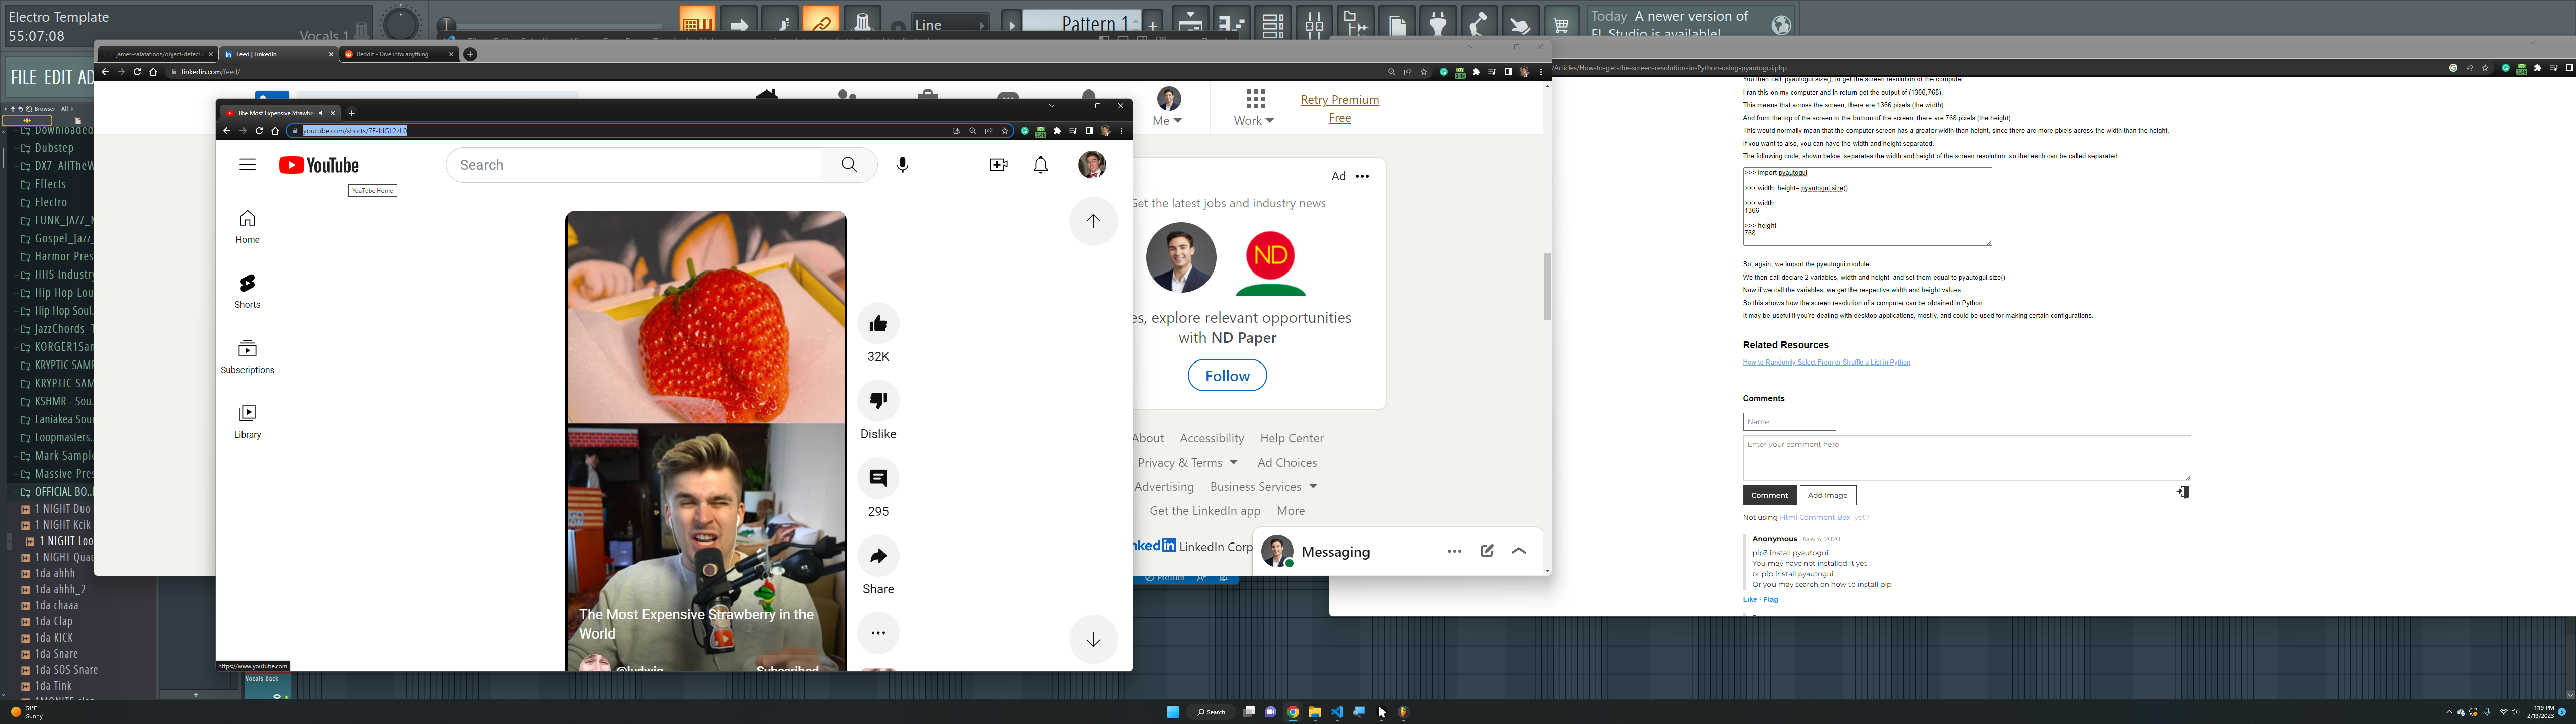 Electro Template
55:07:08
Vocals 1
Line
Pattern 1
Today A newer version of
FL Studio is available!
FILE EDIT AD
Browser - All
Downloaded
Dubstep
DX7_AllTheW
Effects
Electro
FUNK_JAZZ_
Gospel_Jazz_
Harmor Pres
HHS Industry
Hip Hop Lou
Hip Hop Soul.
JazzChords_
KORGER1San
KRYPTIC SAMP
KRYPTIC SAM
KSHMR - Sou.
Laniakea Soun
Loopmasters..
Mark Sample
Massive Pres
OFFICIAL BO..
1 NIGHT Duo
1 NIGHT Kcik
1 NIGHT Loo
1 NIGHT Quad
1da ahhh
1da ahhh_2
1da chaaa
1da Clap
1da KICK
1da Snare
1da SOS Snare
1da Tink
Vocals Back
james-salafatinos/object-detect
Feed | LinkedIn
Reddit - Dive into anything
linkedin.com/feed/
Me
Work
Retry Premium
Free
Ad
Get the latest jobs and industry news
ND
es, explore relevant opportunities
with ND Paper
Follow
About Accessibility Help Center
Privacy & Terms Ad Choices
Advertising Business Services
Get the LinkedIn app More
LinkedIn Corp
Messaging
Prettier
The Most Expensive Strawbe
youtube.com/shorts/7E-IdGL2zL0
YouTube
Search
YouTube Home
Home
Shorts
Subscriptions
Library
32K
Dislike
295
Share
The Most Expensive Strawberry in the
World
@ludwig
Subscribed
https://www.youtube.com
/Articles/How-to-get-the-screen-resolution-in-Python-using-pyautogui.php
You then call, pyautogui.size(), to get the screen resolution of the computer.
I ran this on my computer and in return got the output of (1366,768).
This means that across the screen, there are 1366 pixels (the width).
And from the top of the screen to the bottom of the screen, there are 768 pixels (the height).
This would normally mean that the computer screen has a greater width than height, since there are more pixels across the width than the height.
If you want to also, you can have the width and height separated.
The following code, shown below, separates the width and height of the screen resolution, so that each can be called separately.
>>> import pyautogui
>>> width, height= pyautogui.size()
>>> width
1366
>>> height
768
So, again, we import the pyautogui module.
We then call declare 2 variables, width and height, and set them equal to pyautogui.size()
Now if we call the variables, we get the respective width and height values.
So this shows how the screen resolution of a computer can be obtained in Python.
It may be useful if you're dealing with desktop applications, mostly, and could be used for making certain configurations.
Related Resources
How to Randomly Select From or Shuffle a List in Python
Comments
Name
Enter your comment here
Comment
Add Image
Not using Html Comment Box yet?
Anonymous · Nov 6, 2020
pip3 install pyautogui.
You may have not installed it yet
or pip install pyautogui
Or you may search on how to install pip
Like · Flag
51°F
Sunny
Search
1:19 PM
2/19/2023